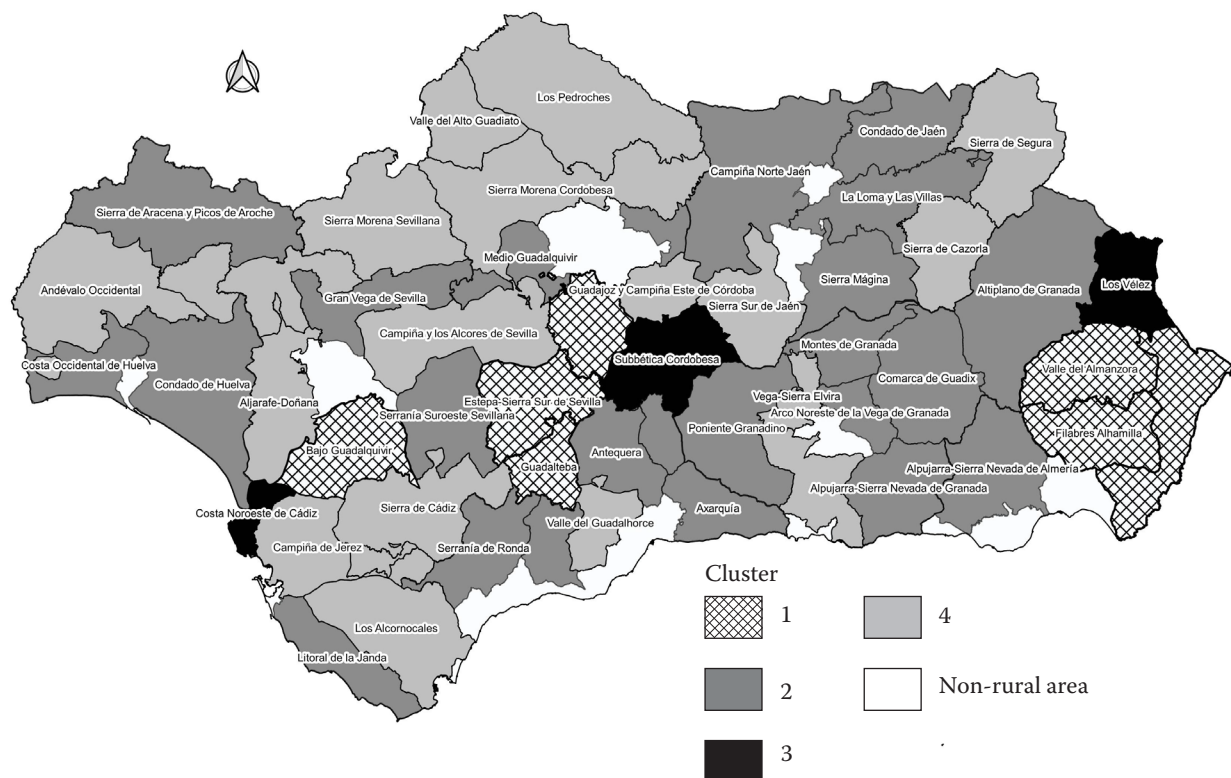 Los Pedroches
Valle del Alto Guadiato
Condado de Jaén
Sierra de Segura
Campiña Norte Jaén
Sierra Morena Cordobesa
La Loma y Las Villas
Sierra de Aracena y Picos de Aroche
Sierra Morena Sevillana
Sierra de Cazorla
Medio Guadalquivir
Sierra Mágina
Andévalo Occidental
Guadajoz y Campiña Este de Córdoba
Los Vélez
Altiplano de Granada
Gran Vega de Sevilla
Sierra Sur de Jaén
Campiña y los Alcores de Sevilla
Montes de Granada
Subbética Cordobesa
Costa Occidental de Huelva
Valle del Almanzora
Condado de Huelva
Comarca de Guadix
Aljarafe-Doñana
Vega-Sierra Elvira
Estepa-Sierra Sur de Sevilla
Serranía Suroeste Sevillana
Arco Noreste de la Vega de Granada
Poniente Granadino
Filabres Alhamilla
Bajo Guadalquivir
Antequera
Guadalteba
Alpujarra-Sierra Nevada de Almería
Alpujarra-Sierra Nevada de Granada
Sierra de Cádiz
Axarquía
Costa Noroeste de Cádiz
Valle del Guadalhorce
Campiña de Jerez
Serranía de Ronda
Los Alcornocales
Litoral de la Janda
Cluster
1
4
2
Non-rural area
3